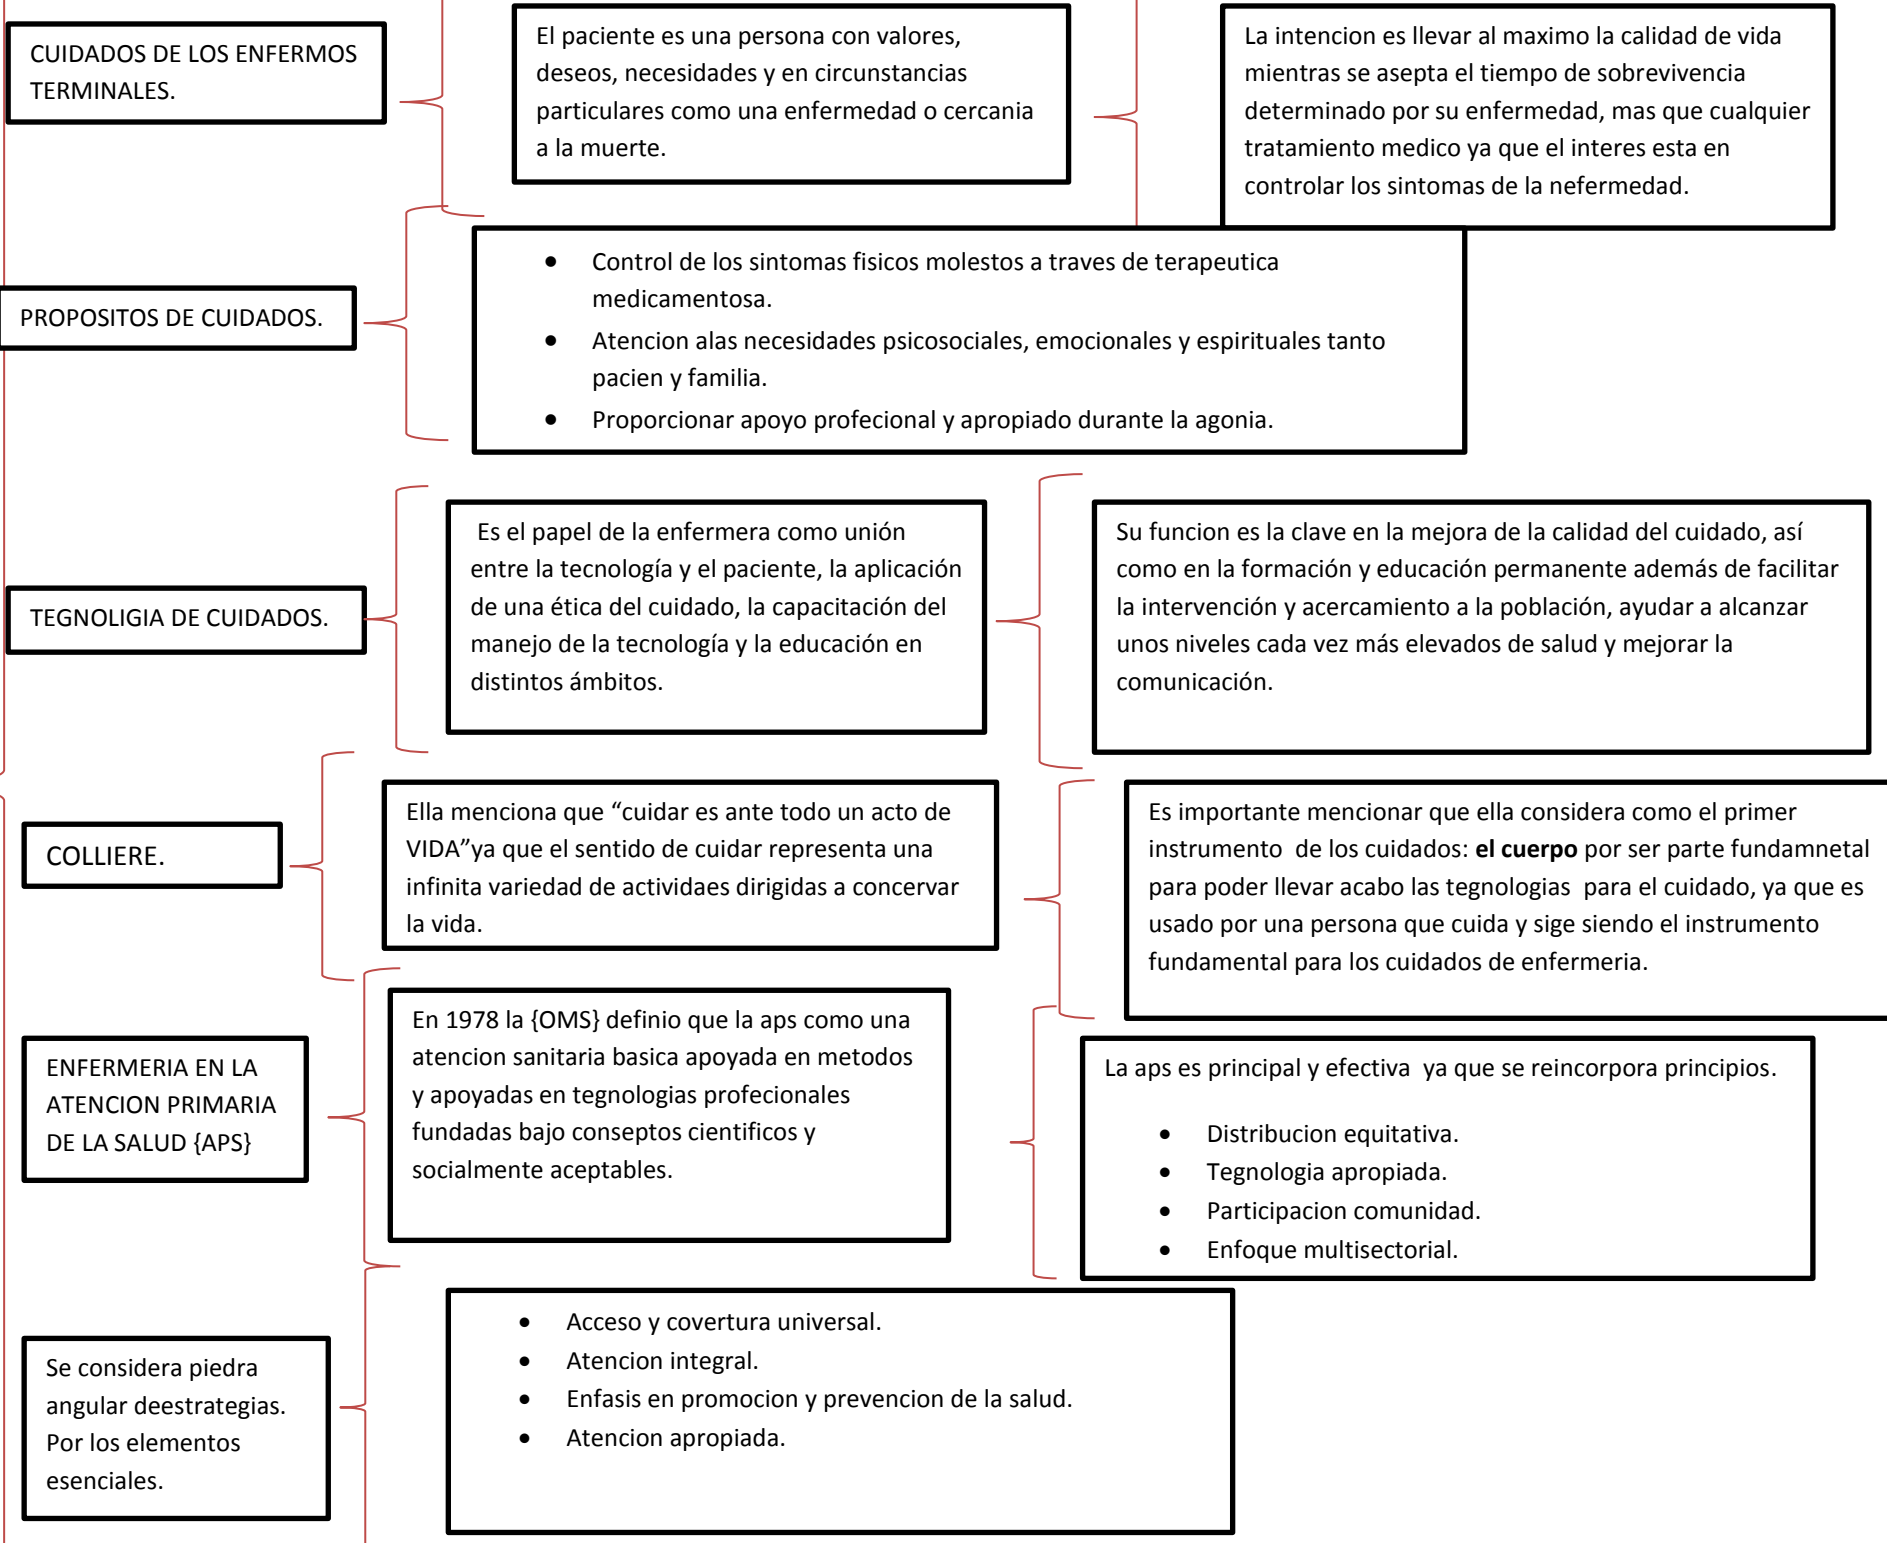 CUIDADOS DE LOS ENFERMOS
TERMINALES.
El paciente es una persona con valores,
deseos, necesidades y en circunstancias
particulares como una enfermedad o cercania
a la muerte.
La intencion es llevar al maximo la calidad de vida
mientras se asepta el tiempo de sobrevivencia
determinado por su enfermedad, mas que cualquier
tratamiento medico ya que el interes esta en
controlar los sintomas de la nefermedad.
PROPOSITOS DE CUIDADOS.
• Control de los sintomas fisicos molestos a traves de terapeutica
medicamentosa.
• Atencion alas necesidades psicosociales, emocionales y espirituales tanto
pacien y familia.
• Proporcionar apoyo profecional y apropiado durante la agonia.
TEGNOLIGIA DE CUIDADOS.
Es el papel de la enfermera como unión
entre la tecnología y el paciente, la aplicación
de una ética del cuidado, la capacitación del
manejo de la tecnología y la educación en
distintos ámbitos.
Su funcion es la clave en la mejora de la calidad del cuidado, así
como en la formación y educación permanente además de facilitar
la intervención y acercamiento a la población, ayudar a alcanzar
unos niveles cada vez más elevados de salud y mejorar la
comunicación.
COLLIERE.
Ella menciona que “cuidar es ante todo un acto de
VIDA”ya que el sentido de cuidar representa una
infinita variedad de actividaes dirigidas a concervar
la vida.
Es importante mencionar que ella considera como el primer
instrumento de los cuidados: el cuerpo por ser parte fundamnetal
para poder llevar acabo las tegnologias para el cuidado, ya que es
usado por una persona que cuida y sige siendo el instrumento
fundamental para los cuidados de enfermeria.
ENFERMERIA EN LA
ATENCION PRIMARIA
DE LA SALUD {APS}
En 1978 la {OMS} definio que la aps como una
atencion sanitaria basica apoyada en metodos
y apoyadas en tegnologias profecionales
fundadas bajo conseptos cientificos y
socialmente aceptables.
La aps es principal y efectiva ya que se reincorpora principios.
• Distribucion equitativa.
• Tegnologia apropiada.
• Participacion comunidad.
• Enfoque multisectorial.
Se considera piedra
angular deestrategias.
Por los elementos
esenciales.
• Acceso y covertura universal.
• Atencion integral.
• Enfasis en promocion y prevencion de la salud.
• Atencion apropiada.